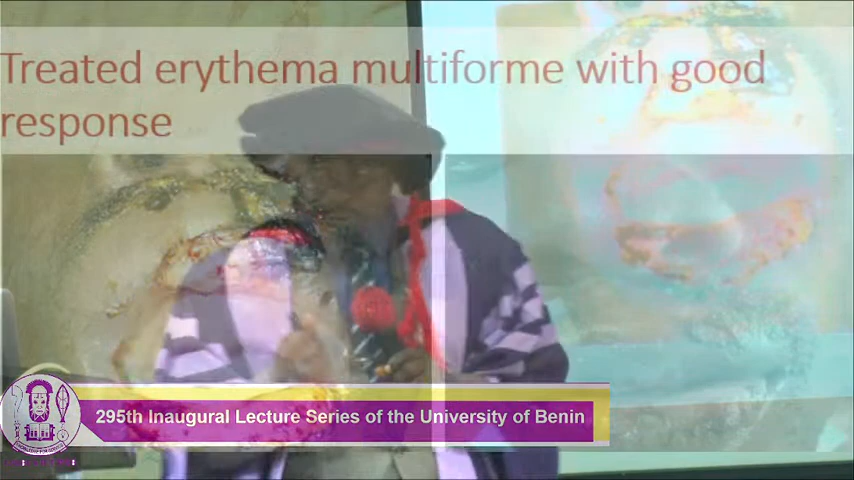 Treated erythema multiforme with good
response
295th Inaugural Lecture Series of the University of Benin